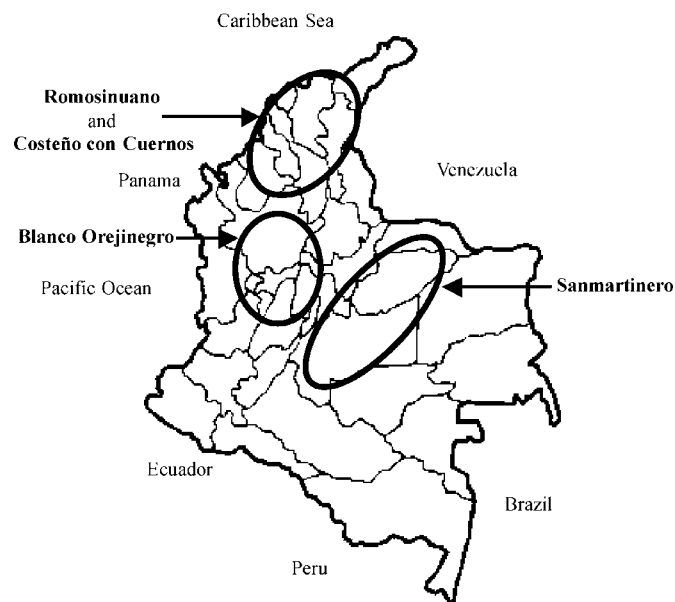 Caribbean Sea
Romosinuano
and
Costeño con Cuernos
Panama
Venezuela
Blanco Orejinegro
Pacific Ocean
Sanmartinero
Ecuador
Brazil
Peru